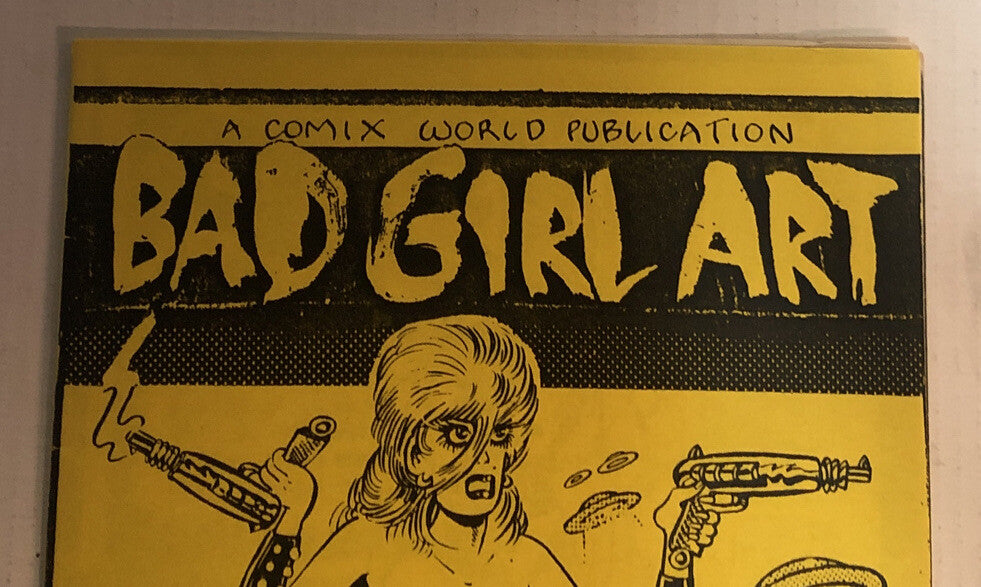 A COMIX WORLD PUBLICATION
BAD GIRL ART